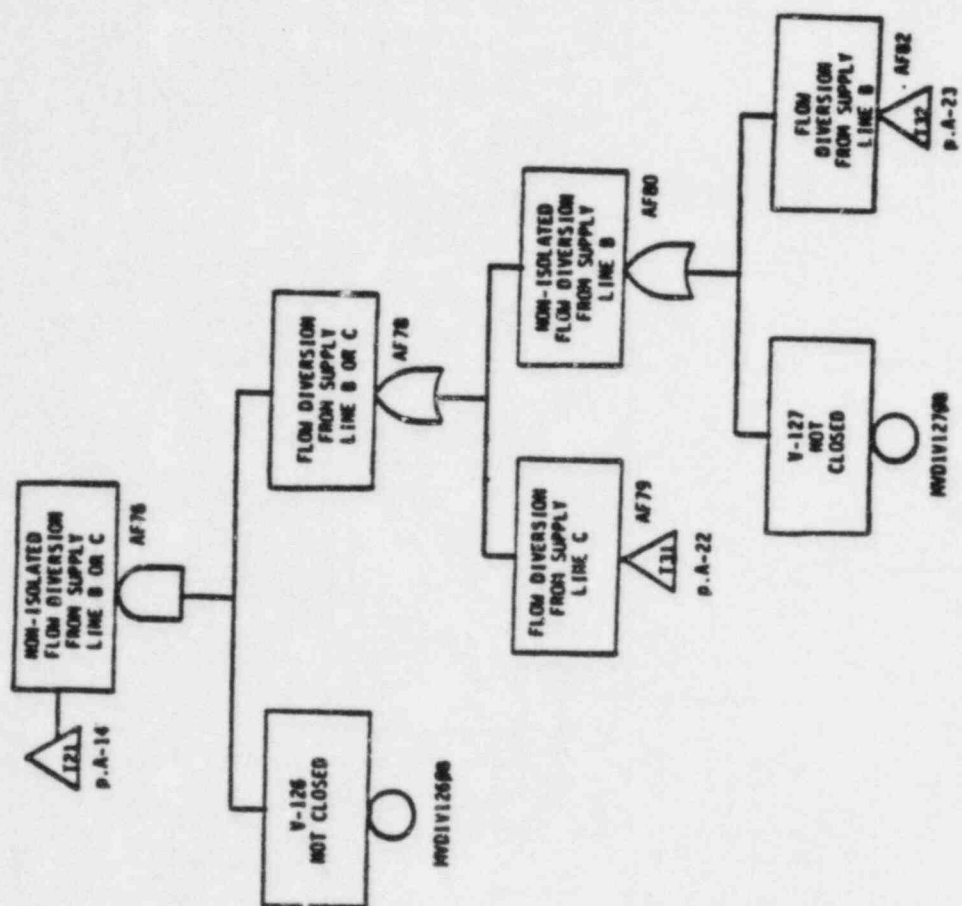 NON-ISOLATED
FLOW DIVERSION
FROM SUPPLY
LINE B OR C
AF76
I21
p.A-14
V-126
NOT CLOSED
FLOW DIVERSION
FROM SUPPLY
LINE B OR C
AF78
FLOW DIVERSION
FROM SUPPLY
LINE C
AF79
I31
p.A-22
NON-ISOLATED
FLOW DIVERSION
FROM SUPPLY
LINE B
AF80
V-127
NOT
CLOSED
FLOW
DIVERSION
FROM SUPPLY
LINE B
AF82
I32
p.A-23